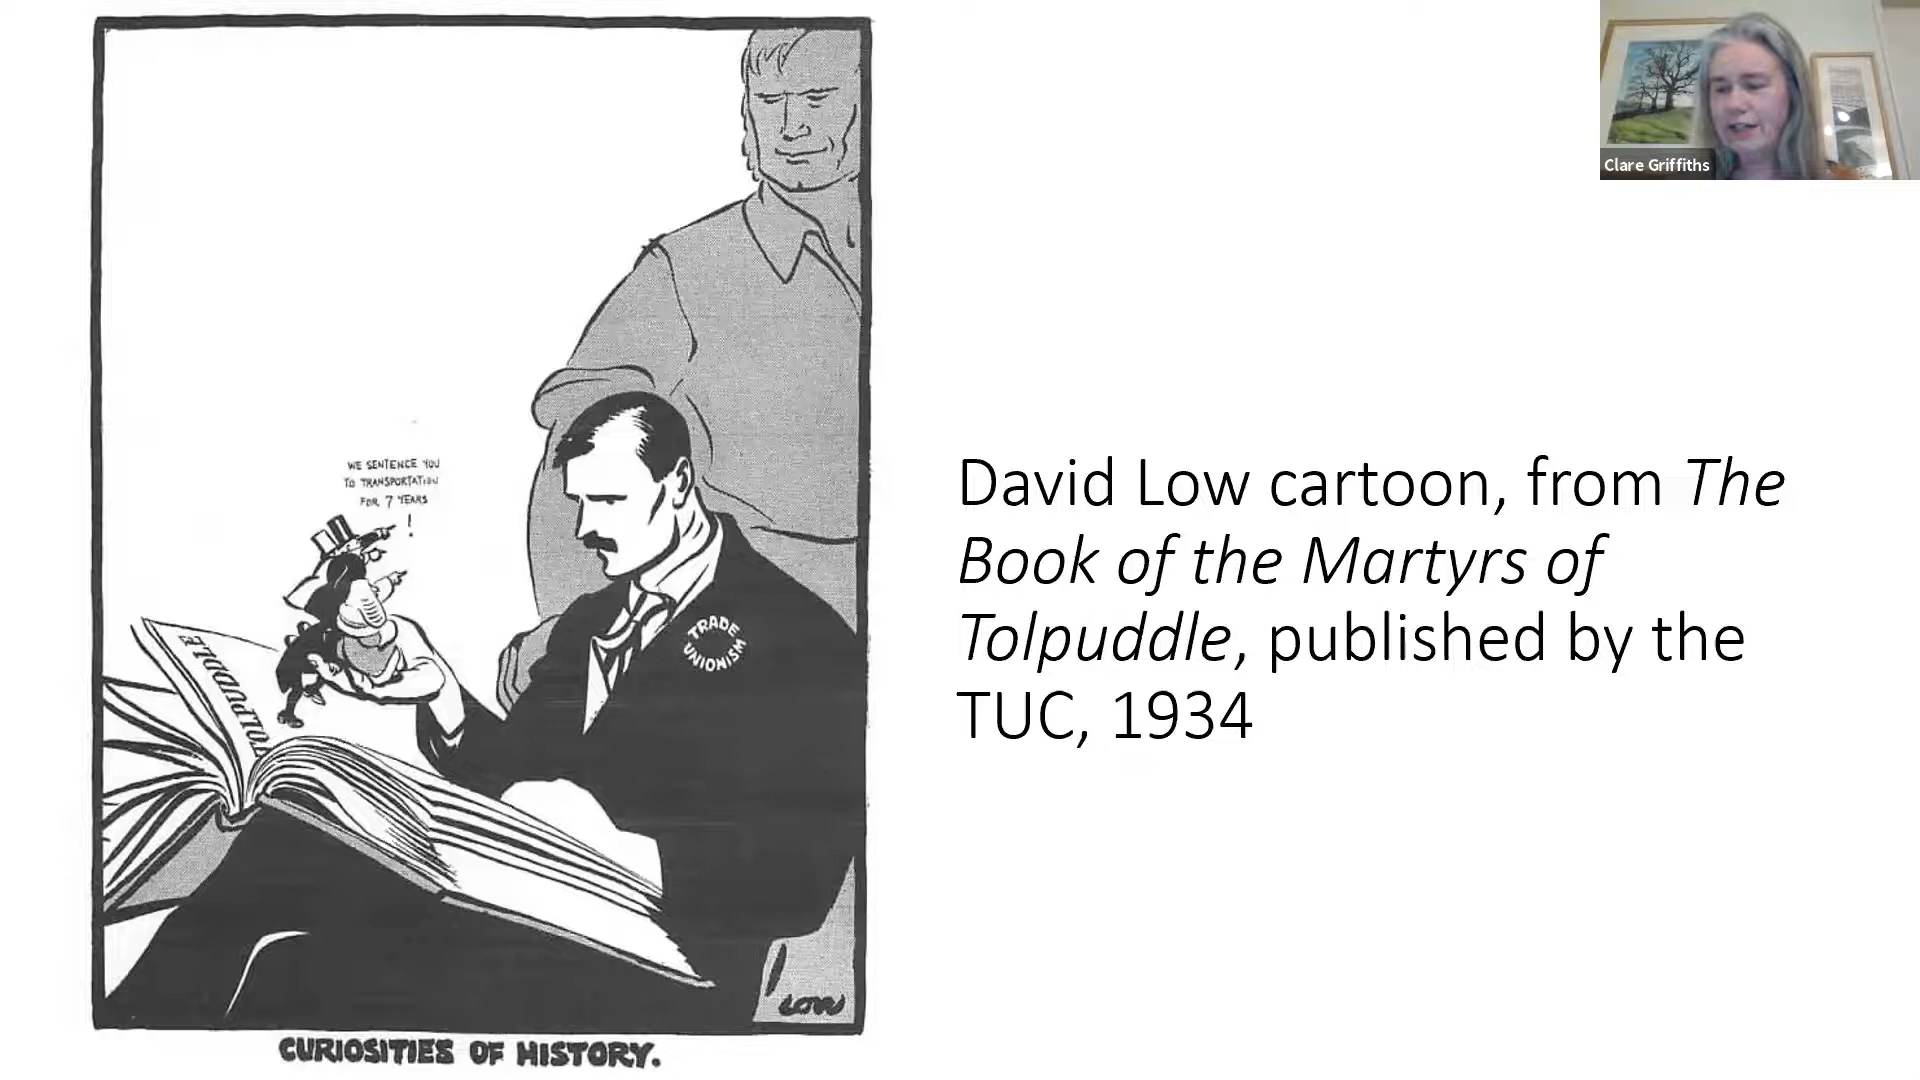 Clare Griffiths
WE SENTENCE YOU
TO TRANSPORTATION
FOR 7 YEARS
!
TRADE
UNIONISM
TOLPUDDLE
LOW
CURIOSITIES OF HISTORY.
David Low cartoon, from The
Book of the Martyrs of
Tolpuddle, published by the
TUC, 1934